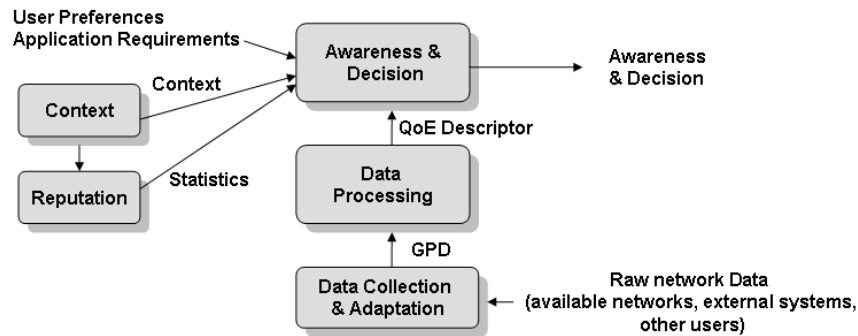 User Preferences
Application Requirements
Awareness &
Decision
Awareness
& Decision
Context
Context
QoE Descriptor
Reputation
Statistics
Data
Processing
GPD
Data Collection
& Adaptation
Raw network Data
(available networks, external systems,
other users)